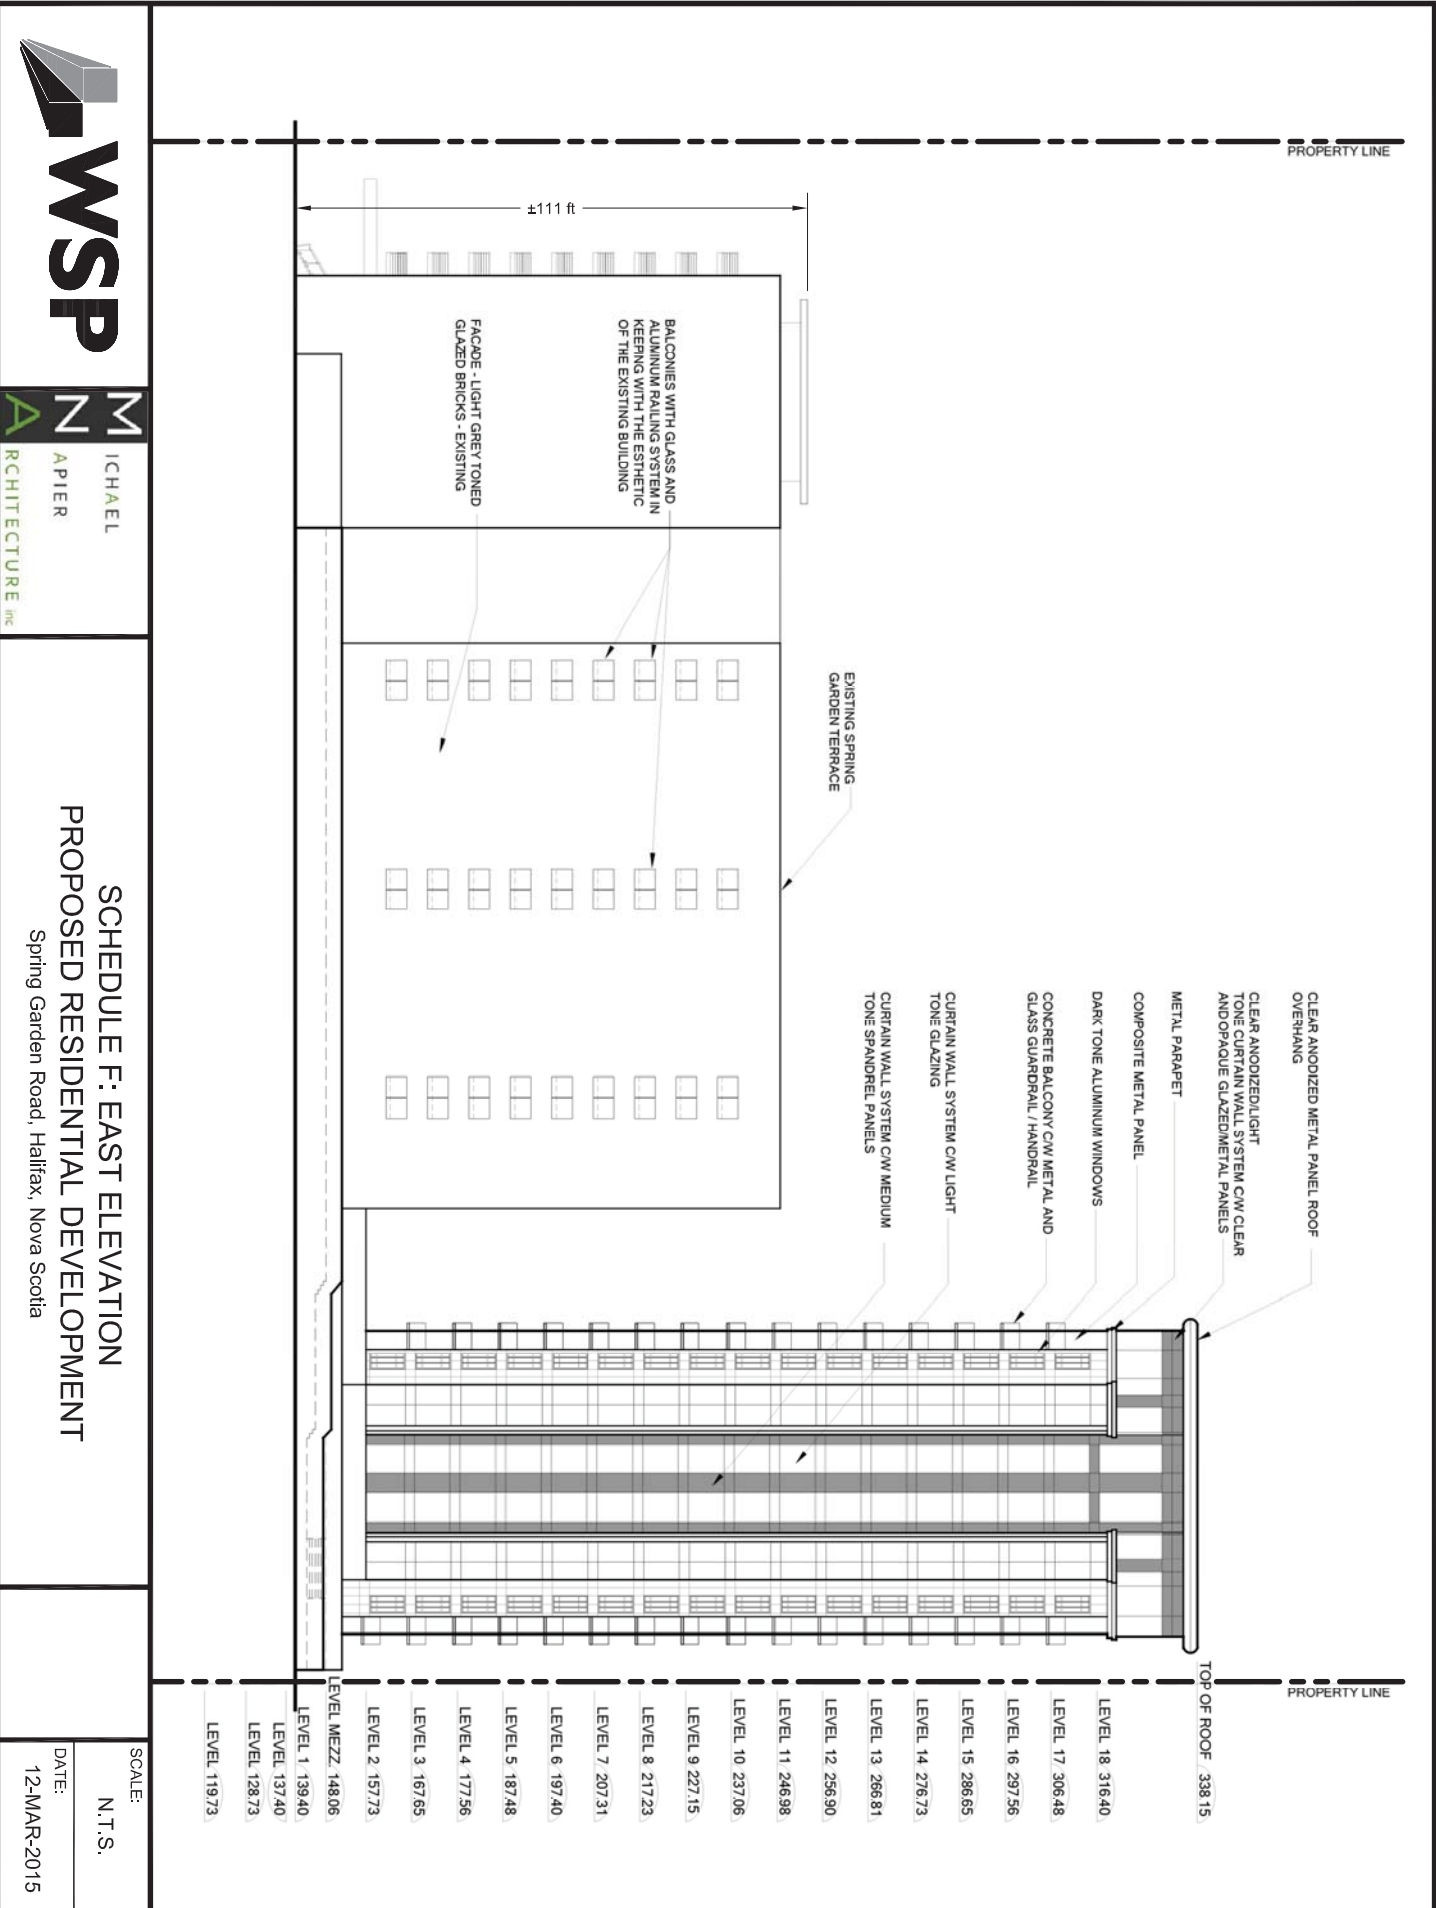 PROPERTY LINE
±111 ft
BALCONIES WITH GLASS AND
ALUMINUM RAILING SYSTEM IN
KEEPING WITH THE ESTHETIC
OF THE EXISTING BUILDING
FACADE - LIGHT GREY TONED
GLAZED BRICKS - EXISTING
EXISTING SPRING
GARDEN TERRACE
CLEAR ANODIZED METAL PANEL ROOF
OVERHANG
CLEAR ANODIZED/LIGHT
TONE CURTAIN WALL SYSTEM C/W CLEAR
AND OPAQUE GLAZED/METAL PANELS
METAL PARAPET
COMPOSITE METAL PANEL
DARK TONE ALUMINUM WINDOWS
CONCRETE BALCONY C/W METAL AND
GLASS GUARDRAIL / HANDRAIL
CURTAIN WALL SYSTEM C/W LIGHT
TONE GLAZING
CURTAIN WALL SYSTEM C/W MEDIUM
TONE SPANDREL PANELS
PROPERTY LINE
TOP OF ROOF 338.15
LEVEL 18 316.40
LEVEL 17 306.48
LEVEL 16 297.56
LEVEL 15 286.65
LEVEL 14 276.73
LEVEL 13 266.81
LEVEL 12 256.90
LEVEL 11 246.98
LEVEL 10 237.06
LEVEL 9 227.15
LEVEL 8 217.23
LEVEL 7 207.31
LEVEL 6 197.40
LEVEL 5 187.48
LEVEL 4 177.56
LEVEL 3 167.65
LEVEL 2 157.73
LEVEL MEZZ. 148.06
LEVEL 1 139.40
LEVEL 137.40
LEVEL 128.73
LEVEL 119.73
WSP
MICHAEL
NAPIER
ARCHITECTURE inc
SCHEDULE F: EAST ELEVATION
PROPOSED RESIDENTIAL DEVELOPMENT
Spring Garden Road, Halifax, Nova Scotia
SCALE:
N.T.S.
DATE:
12-MAR-2015